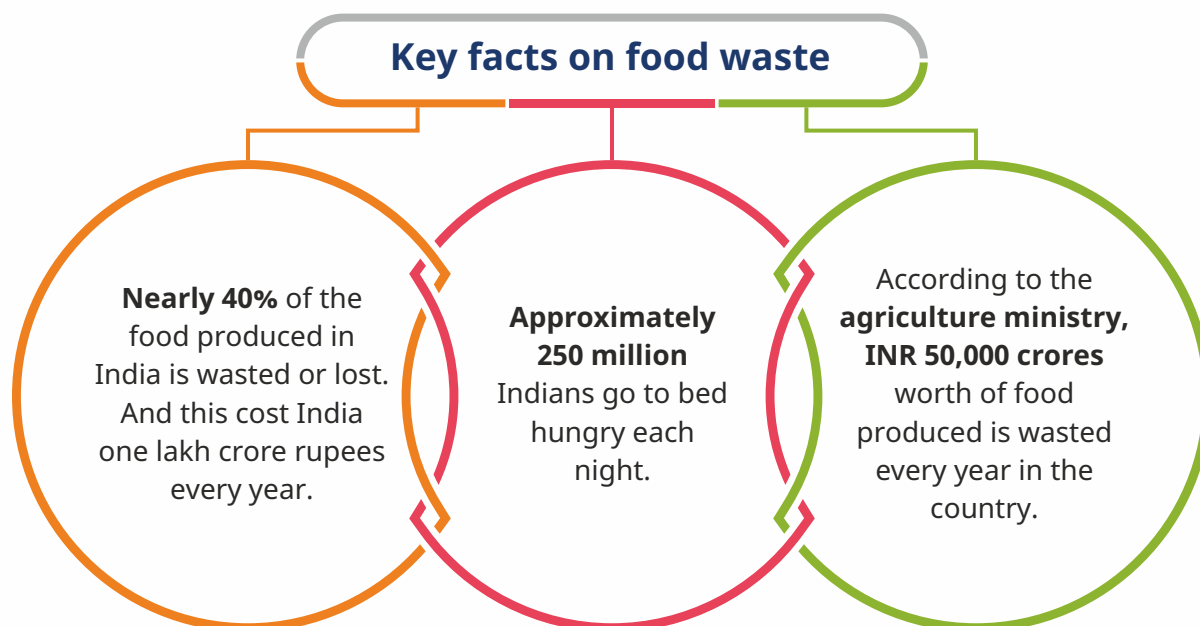 Key facts on food waste
Nearly 40% of the
food produced in
India is wasted or lost.
And this cost India
one lakh crore rupees
every year.
Approximately
250 million
Indians go to bed
hungry each
night.
According to the
agriculture ministry,
INR 50,000 crores
worth of food
produced is wasted
every year in the
country.